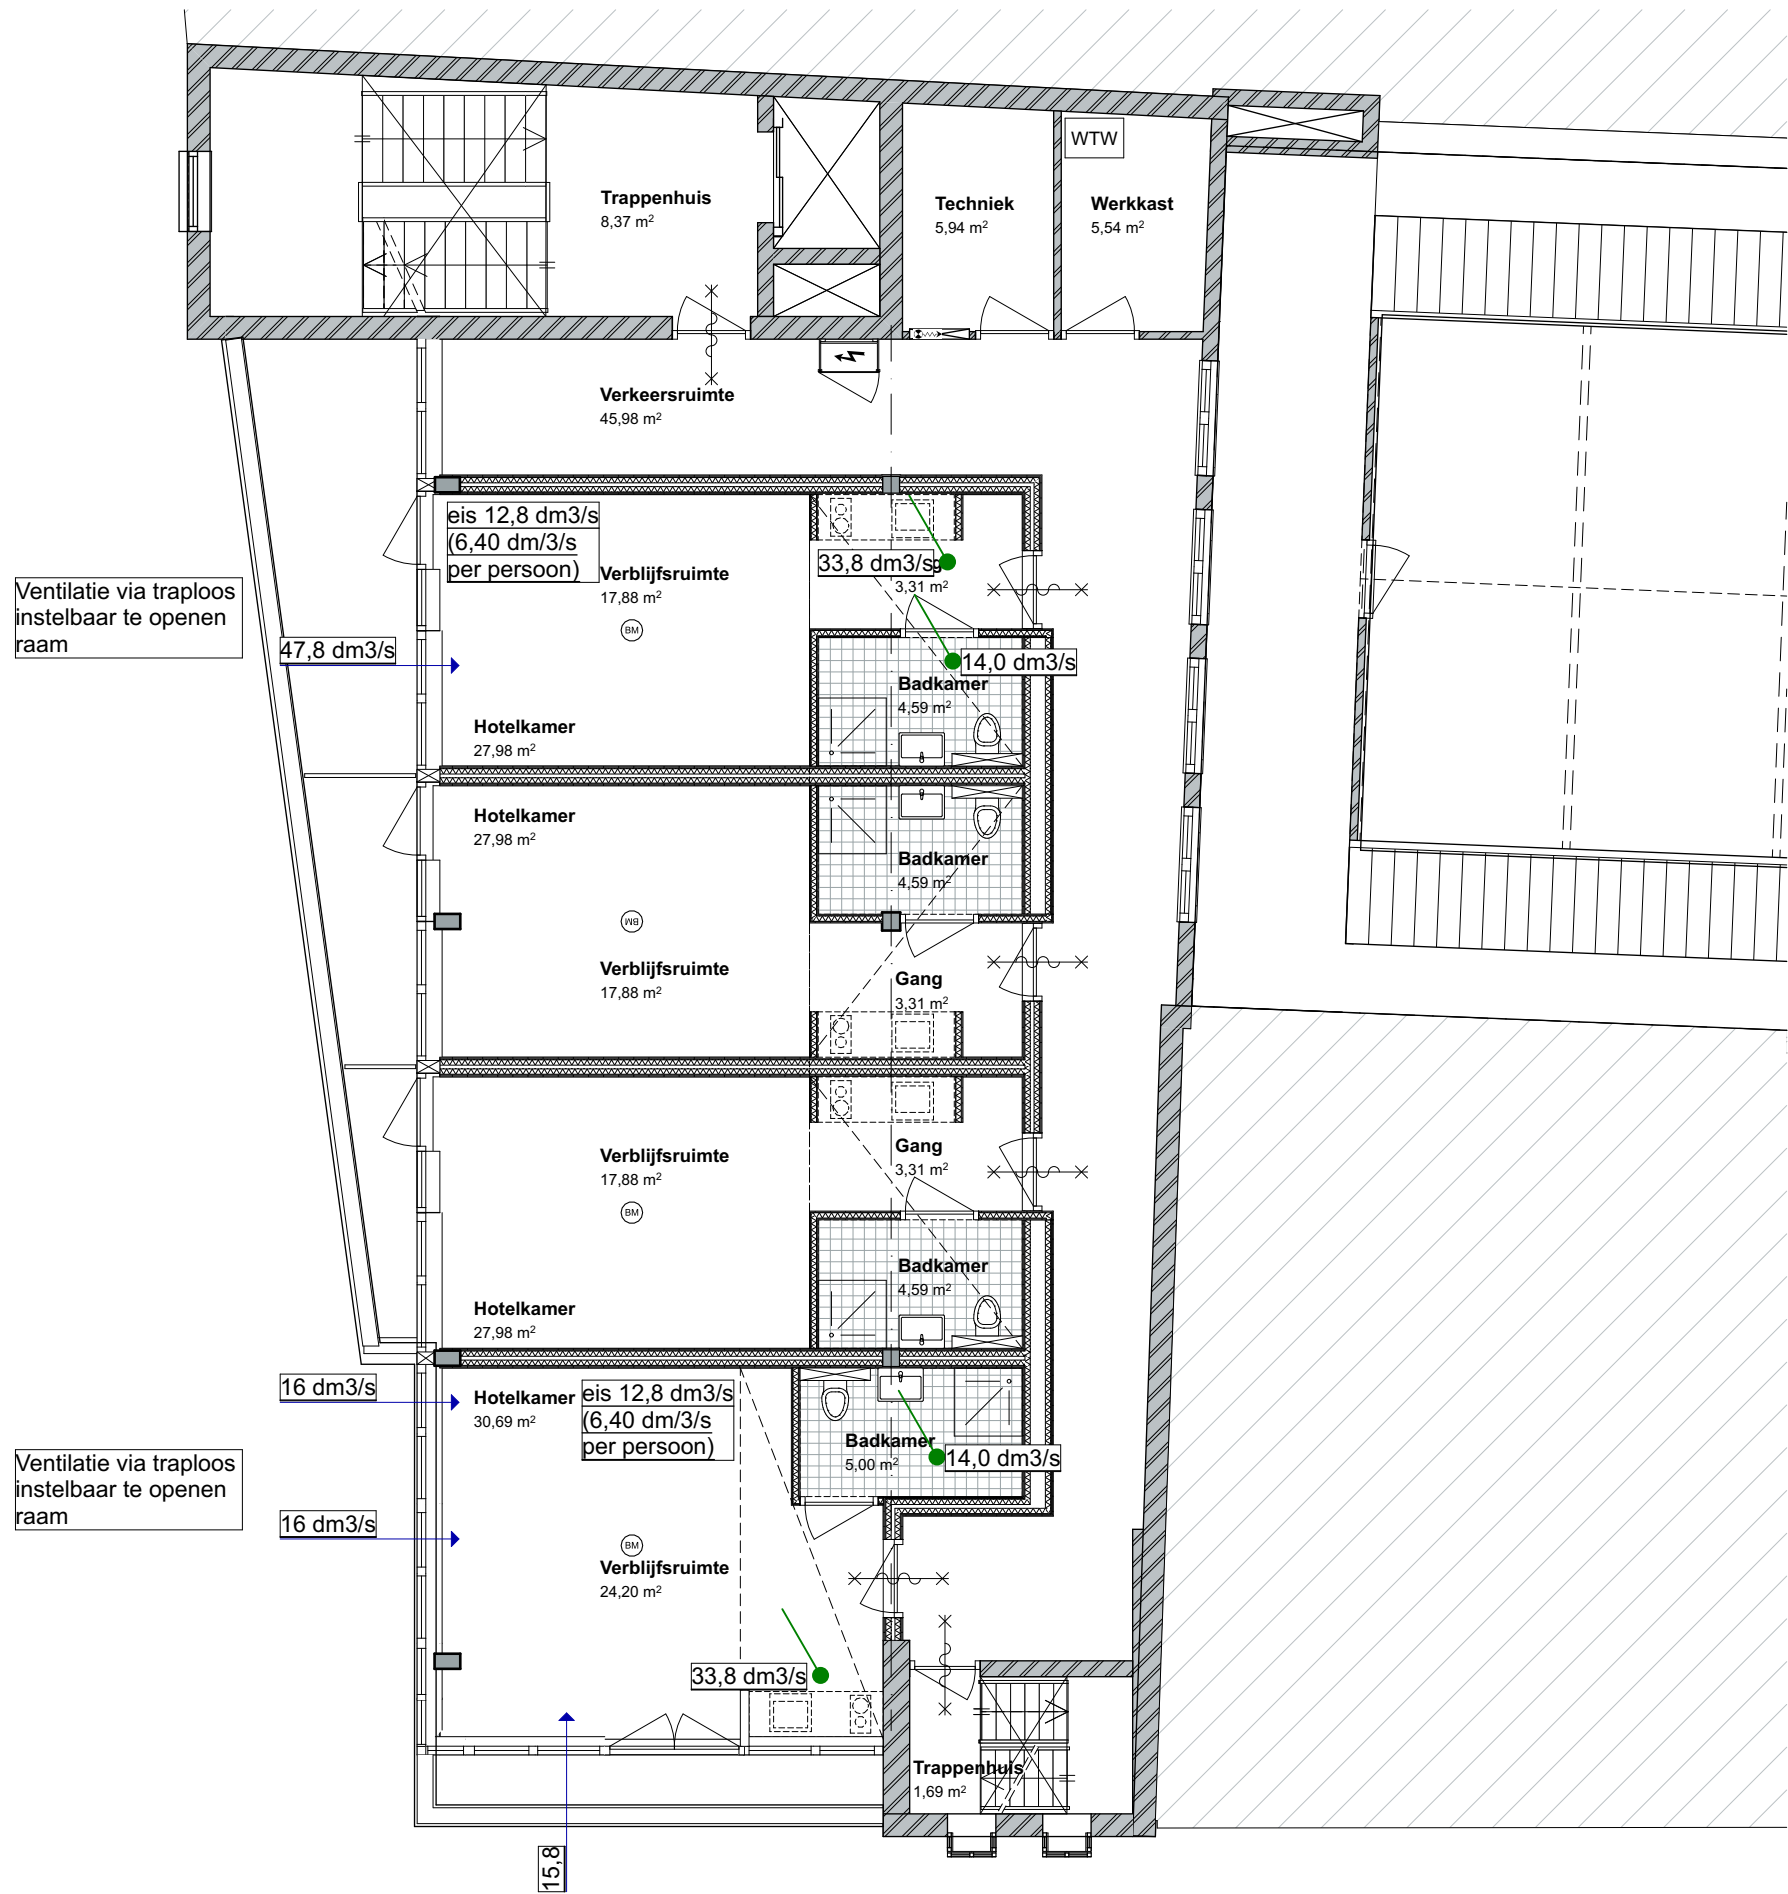 WTW
Trappenhuis
8,37 m²
Techniek
5,94 m²
Werkkast
5,54 m²
Verkeersruimte
45,98 m²
eis 12,8 dm3/s
(6,40 dm/3/s
per persoon)
Verblijfsruimte
17,88 m²
BM
33,8 dm3/s
g
3,31 m²
Ventilatie via traploos
instelbaar te openen
raam
47,8 dm3/s
14,0 dm3/s
Badkamer
4,59 m²
Hotelkamer
27,98 m²
Hotelkamer
27,98 m²
Badkamer
4,59 m²
BM
Verblijfsruimte
17,88 m²
Gang
3,31 m²
Gang
3,31 m²
Verblijfsruimte
17,88 m²
BM
Badkamer
4,59 m²
Hotelkamer
27,98 m²
16 dm3/s
Hotelkamer
30,69 m²
eis 12,8 dm3/s
(6,40 dm/3/s
per persoon)
Badkamer
5,00 m²
14,0 dm3/s
Ventilatie via traploos
instelbaar te openen
raam
16 dm3/s
BM
Verblijfsruimte
24,20 m²
33,8 dm3/s
Trappenhuis
1,69 m²
15,8